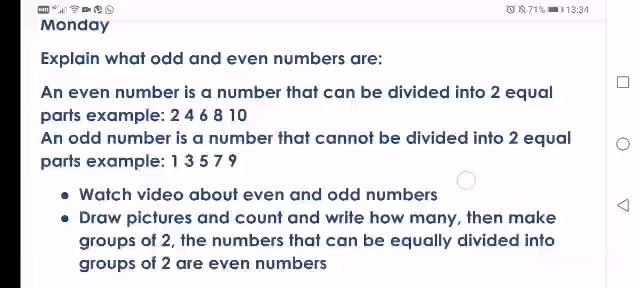 71% 13:34
Monday
Explain what odd and even numbers are:
An even number is a number that can be divided into 2 equal
parts example: 2 4 6 8 10
An odd number is a number that cannot be divided into 2 equal
parts example: 1 3 5 7 9
• Watch video about even and odd numbers
• Draw pictures and count and write how many, then make
groups of 2, the numbers that can be equally divided into
groups of 2 are even numbers